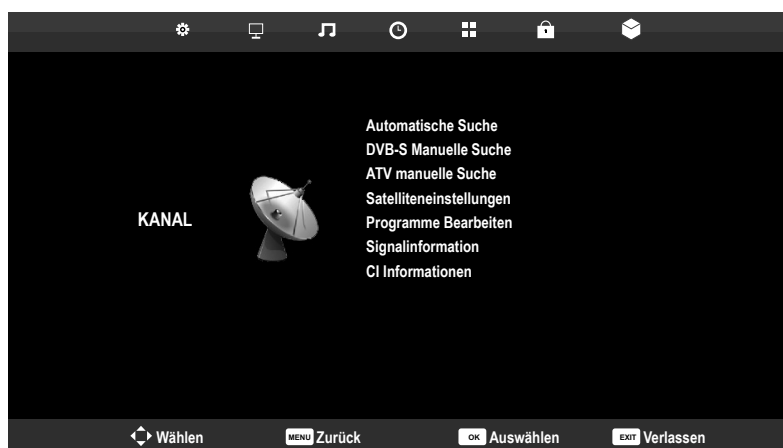 KANAL
Automatische Suche
DVB-S Manuelle Suche
ATV manuelle Suche
Satelliteneinstellungen
Programme Bearbeiten
Signalinformation
CI Informationen
Wählen MENU Zurück OK Auswählen EXIT Verlassen